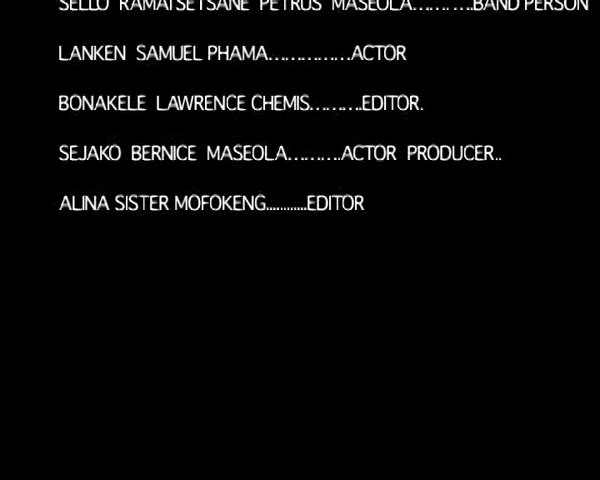 SELLO RAMATSETSANE PETRUS MASEOLA..........BAND PERSON
LANKEN SAMUEL PHAMA...............ACTOR
BONAKELE LAWRENCE CHEMIS..........EDITOR.
SEJAKO BERNICE MASEOLA..........ACTOR PRODUCER..
ALINA SISTER MOFOKENG............EDITOR